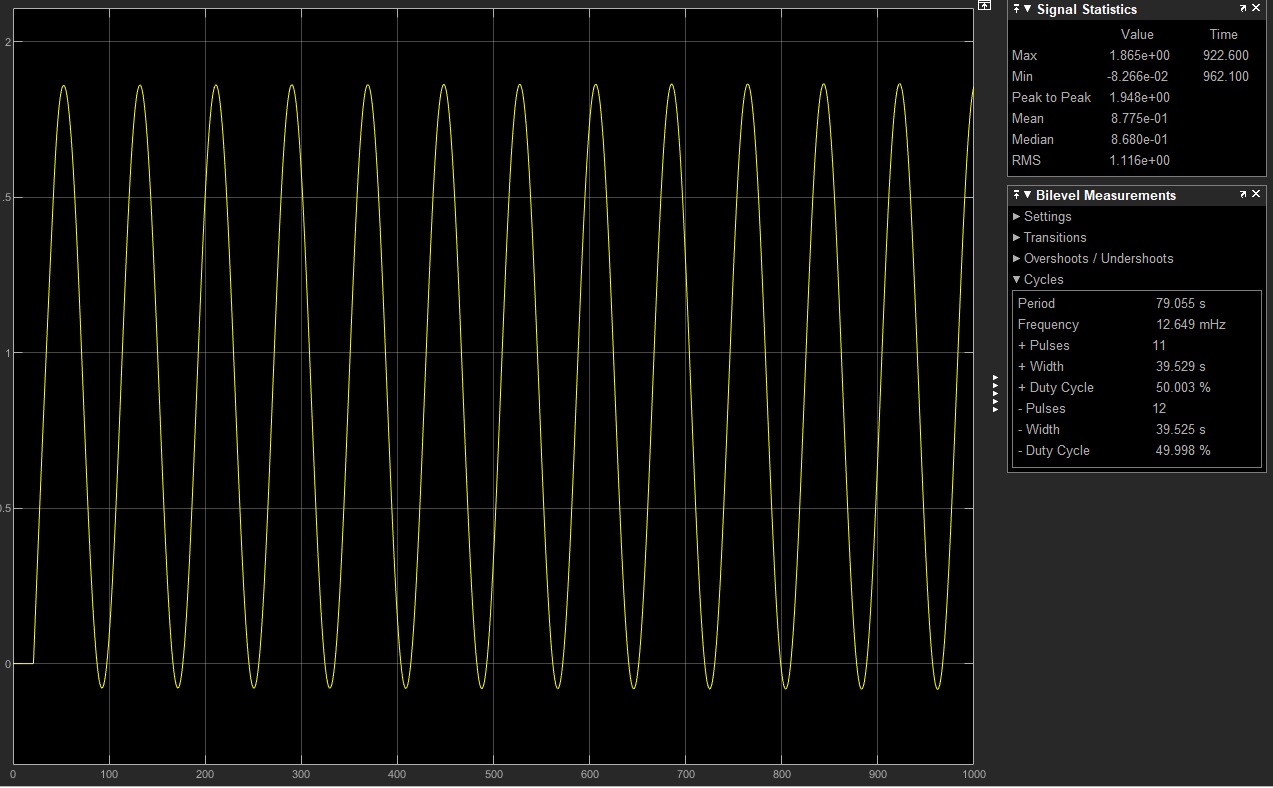 2
.5
1
0.5
0
0 100 200 300 400 500 600 700 800 900 1000
Signal Statistics
Value Time
Max 1.865e+00 922.600
Min -8.266e-02 962.100
Peak to Peak 1.948e+00
Mean 8.775e-01
Median 8.680e-01
RMS 1.116e+00
Bilevel Measurements
Settings
Transitions
Overshoots / Undershoots
Cycles
Period 79.055 s
Frequency 12.649 mHz
+ Pulses 11
+ Width 39.529 s
+ Duty Cycle 50.003 %
- Pulses 12
- Width 39.525 s
- Duty Cycle 49.998 %